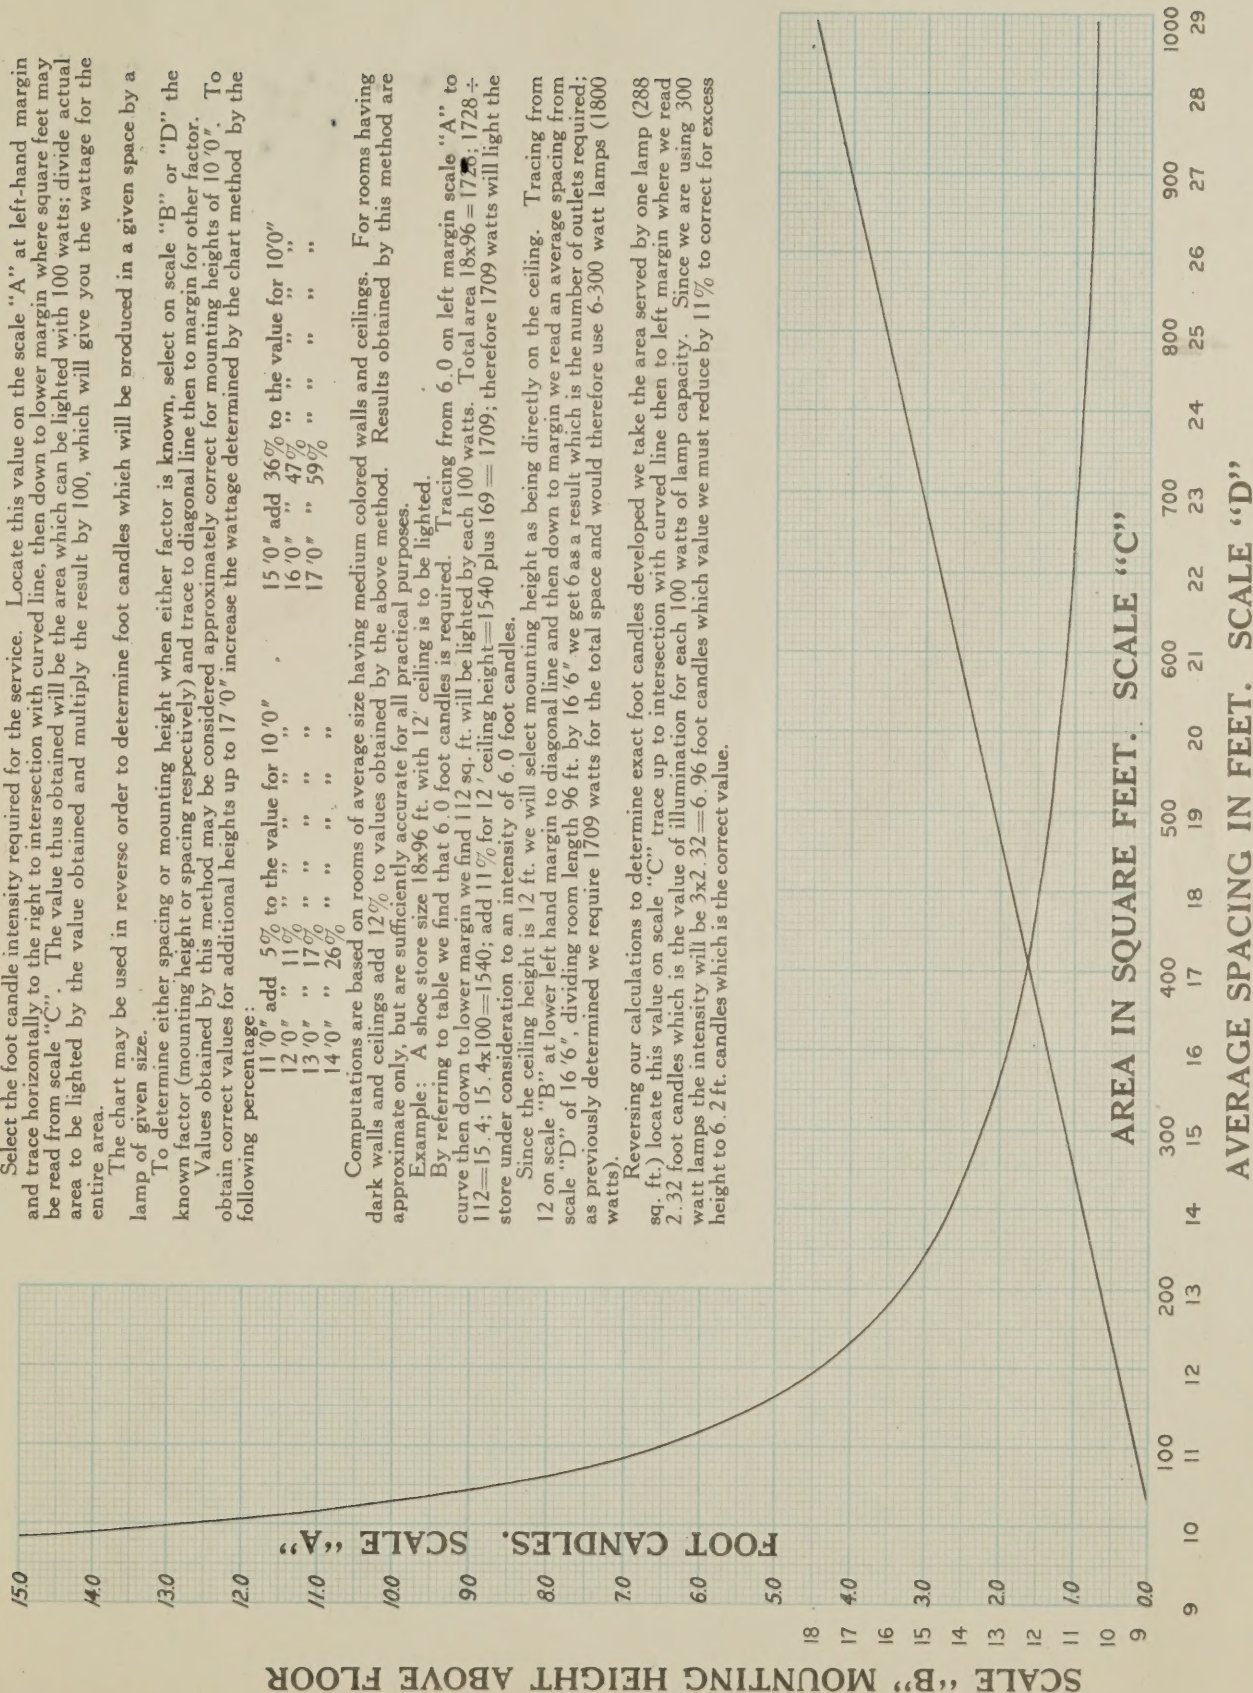 Select the foot candle intensity required for the service. Locate this value on the scale "A" at left-hand margin
and trace horizontally to the right to intersection with curved line, then down to lower margin where square feet may
be read from scale "C". The value thus obtained will be the area which can be lighted with 100 watts; divide actual
area to be lighted by the value obtained and multiply the result by 100, which will give you the wattage for the
entire area.
The chart may be used in reverse order to determine foot candles which will be produced in a given space by a
lamp of given size.
To determine either spacing or mounting height when either factor is known, select on scale "B" or "D" the
known factor (mounting height or spacing respectively) and trace to diagonal line then to margin for other factor.
Values obtained by this method may be considered approximately correct for mounting heights of 10'0". To
obtain correct values for additional heights up to 17'0" increase the wattage determined by the chart method by the
following percentage:
11'0" add 5% to the value for 10'0" 15'0" add 36% to the value for 10'0"
12'0" " 11% " " " " " 16'0" " 47% " " " " "
13'0" " 17% " " " " " 17'0" " 59% " " " " "
14'0" " 26% " " " " "
Computations are based on rooms of average size having medium colored walls and ceilings. For rooms having
dark walls and ceilings add 12% to values obtained by the above method. Results obtained by this method are
approximate only, but are sufficiently accurate for all practical purposes.
Example: A shoe store size 18x96 ft. with 12' ceiling is to be lighted.
By referring to table we find that 6.0 foot candles is required. Tracing from 6.0 on left margin scale "A" to
curve then down to lower margin we find 112 sq. ft. will be lighted by each 100 watts. Total area 18x96=1728; 1728÷
112=15.4; 15.4x100=1540; add 11% for 12' ceiling height=1540 plus 169=1709; therefore 1709 watts will light the
store under consideration to an intensity of 6.0 foot candles.
Since the ceiling height is 12 ft. we will select mounting height as being directly on the ceiling. Tracing from
12 on scale "B" at lower left hand margin to diagonal line and then down to margin we read an average spacing from
scale "D" of 16'6", dividing room length 96 ft. by 16'6" we get 6 as a result which is the number of outlets required;
as previously determined we require 1709 watts for the total space and would therefore use 6-300 watt lamps (1800
watts).
Reversing our calculations to determine exact foot candles developed we take the area served by one lamp (288
sq. ft.) locate this value on scale "C" trace up to intersection with curved line then to left margin where we read
2.32 foot candles which is the value of illumination for each 100 watts of lamp capacity. Since we are using 300
watt lamps the intensity will be 3x2.32=6.96 foot candles which value we must reduce by 11% to correct for excess
height to 6.2 ft. candles which is the correct value.
15.0
14.0
13.0
12.0
11.0
10.0
9.0
8.0
7.0
6.0
5.0
4.0
3.0
2.0
1.0
0.0
FOOT CANDLES. SCALE "A"
18
17
16
15
14
13
12
11
10
9
SCALE "B" MOUNTING HEIGHT ABOVE FLOOR
AREA IN SQUARE FEET. SCALE "C"
100 200 300 400 500 600 700 800 900 1000
9 10 11 12 13 14 15 16 17 18 19 20 21 22 23 24 25 26 27 28 29
AVERAGE SPACING IN FEET. SCALE "D"